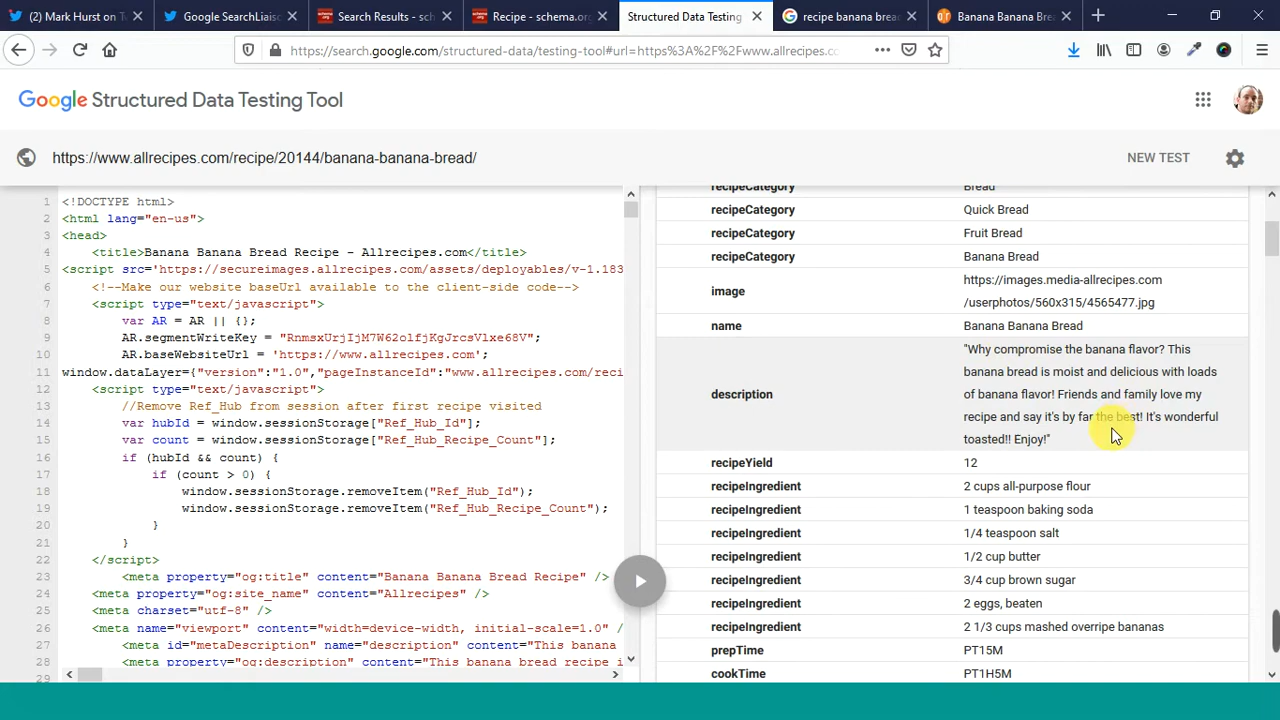 (2) Mark Hurst on T
Google SearchLiaiso
Search Results - sch
Recipe - schema.org
Structured Data Testing
recipe banana bread
Banana Banana Bre
https://search.google.com/structured-data/testing-tool#url=https%3A%2F%2Fwww.allrecipes.co
Google Structured Data Testing Tool
https://www.allrecipes.com/recipe/20144/banana-banana-bread/
NEW TEST
1 <!DOCTYPE html>
2 <html lang="en-us">
3 <head>
4 <title>Banana Banana Bread Recipe - Allrecipes.com</title>
5 <script src='https://secureimages.allrecipes.com/assets/deployables/v-1.183
6 <!--Make our website baseUrl available to the client-side code-->
7 <script type="text/javascript">
8 var AR = AR || {};
9 AR.segmentWriteKey = "RnmsxUrjIjM7W62olfjKgJrcsVlxe68V";
10 AR.baseWebsiteUrl = 'https://www.allrecipes.com';
11 window.dataLayer={"version":"1.0","pageInstanceId":"www.allrecipes.com/reci
12 <script type="text/javascript">
13 //Remove Ref_Hub from session after first recipe visited
14 var hubId = window.sessionStorage["Ref_Hub_Id"];
15 var count = window.sessionStorage["Ref_Hub_Recipe_Count"];
16 if (hubId && count) {
17 if (count > 0) {
18 window.sessionStorage.removeItem("Ref_Hub_Id");
19 window.sessionStorage.removeItem("Ref_Hub_Recipe_Count");
20 }
21 }
22 </script>
23 <meta property="og:title" content="Banana Banana Bread Recipe" />
24 <meta property="og:site_name" content="Allrecipes" />
25 <meta charset="utf-8" />
26 <meta name="viewport" content="width=device-width, initial-scale=1.0" /
27 <meta id="metaDescription" name="description" content="This banana
28 <meta property="og:description" content="This banana bread recipe i
29
recipeCategory Bread
recipeCategory Quick Bread
recipeCategory Fruit Bread
recipeCategory Banana Bread
image https://images.media-allrecipes.com
/userphotos/560x315/4565477.jpg
name Banana Banana Bread
description "Why compromise the banana flavor? This
banana bread is moist and delicious with loads
of banana flavor! Friends and family love my
recipe and say it's by far the best! It's wonderful
toasted!! Enjoy!"
recipeYield 12
recipeIngredient 2 cups all-purpose flour
recipeIngredient 1 teaspoon baking soda
recipeIngredient 1/4 teaspoon salt
recipeIngredient 1/2 cup butter
recipeIngredient 3/4 cup brown sugar
recipeIngredient 2 eggs, beaten
recipeIngredient 2 1/3 cups mashed overripe bananas
prepTime PT15M
cookTime PT1H5M